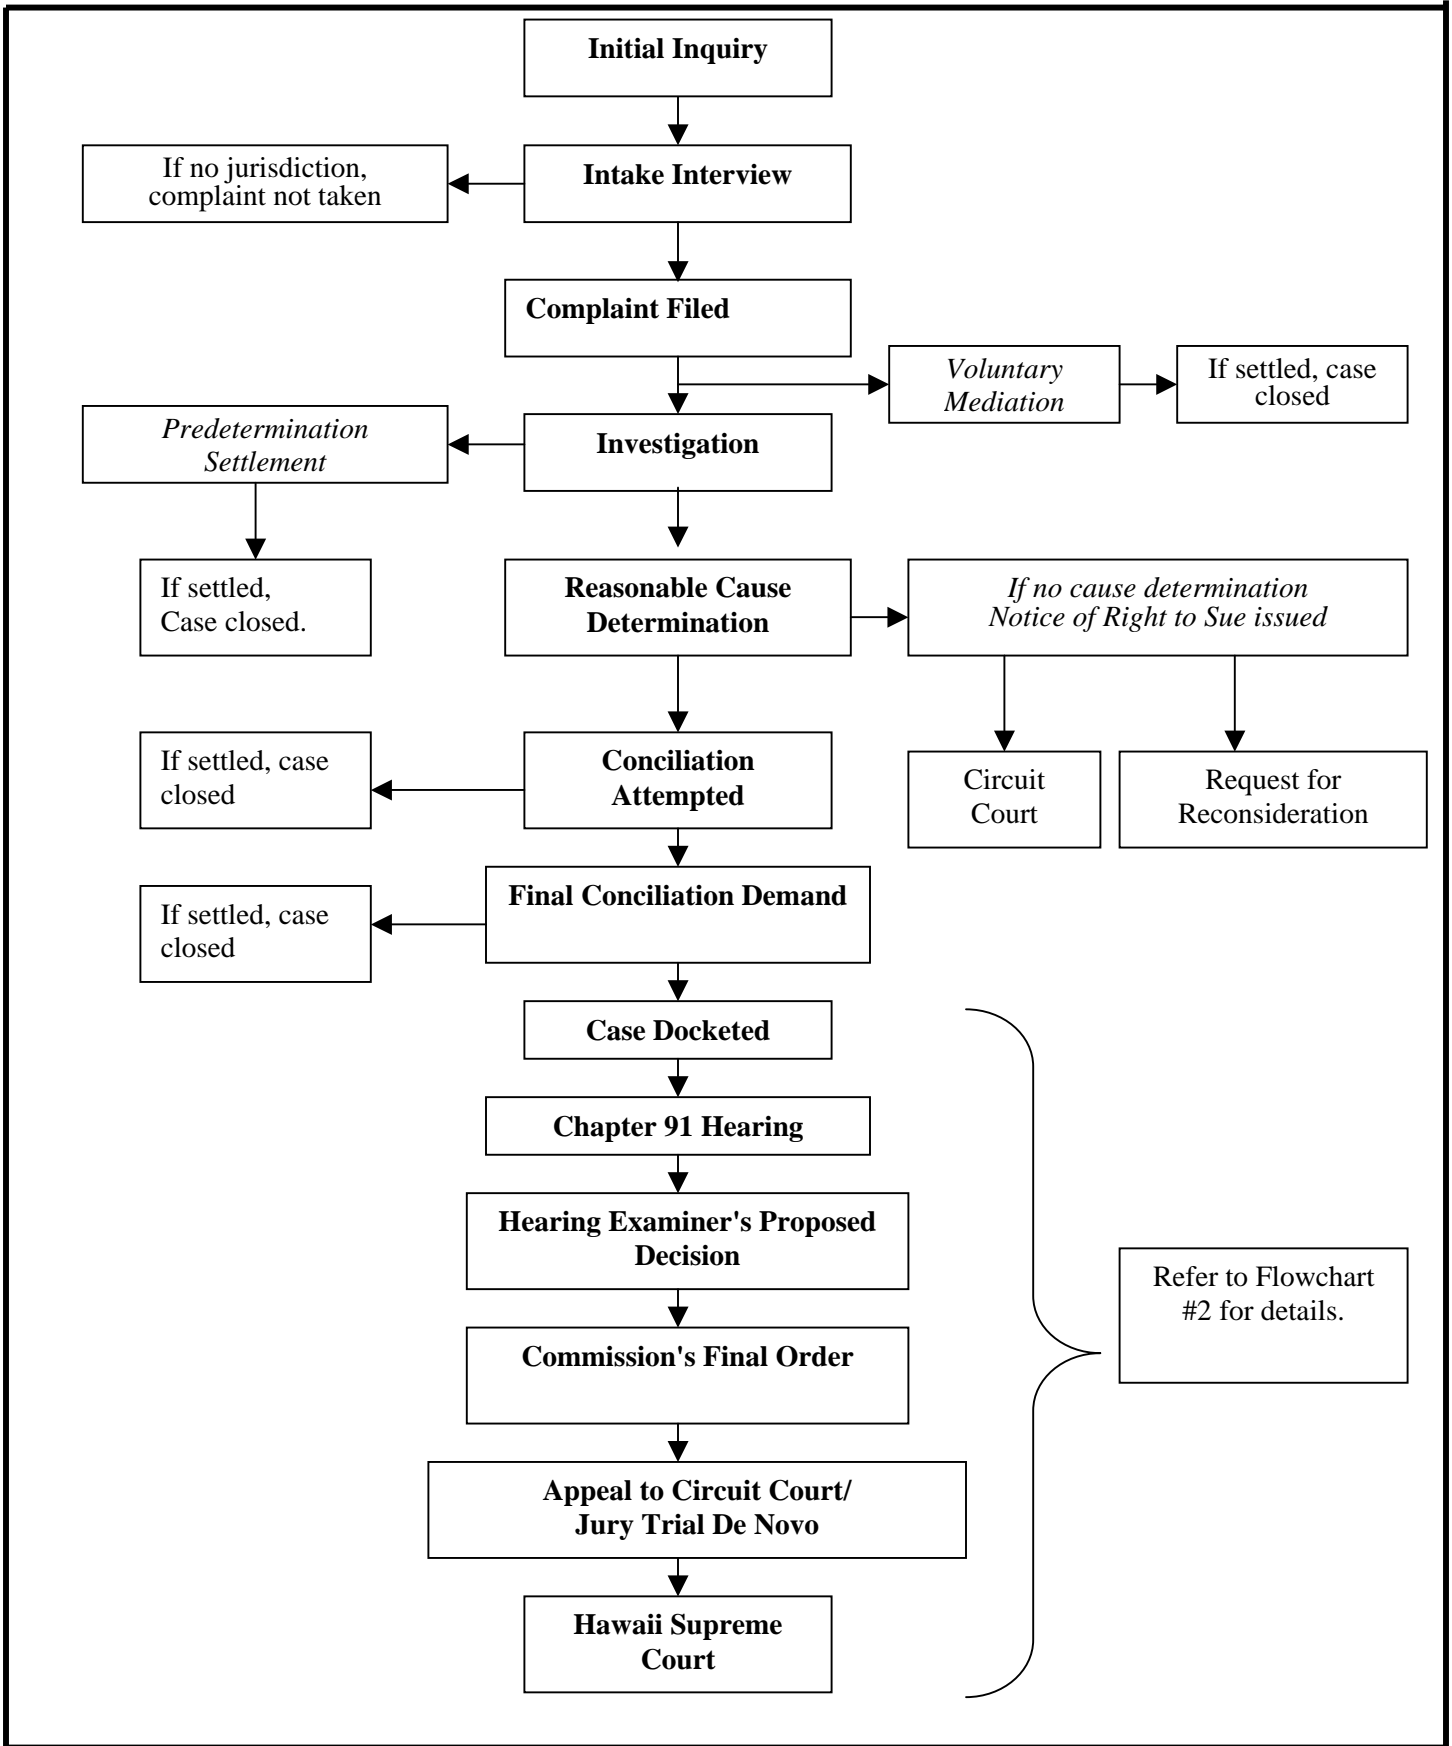 Initial Inquiry
If no jurisdiction,
complaint not taken
Intake Interview
Complaint Filed
Voluntary
Mediation
If settled, case
closed
Predetermination
Settlement
Investigation
If settled,
Case closed.
Reasonable Cause
Determination
If no cause determination
Notice of Right to Sue issued
If settled, case
closed
Conciliation
Attempted
Circuit
Court
Request for
Reconsideration
Final Conciliation Demand
If settled, case
closed
Case Docketed
Chapter 91 Hearing
Hearing Examiner's Proposed
Decision
Refer to Flowchart
#2 for details.
Commission's Final Order
Appeal to Circuit Court/
Jury Trial De Novo
Hawaii Supreme
Court